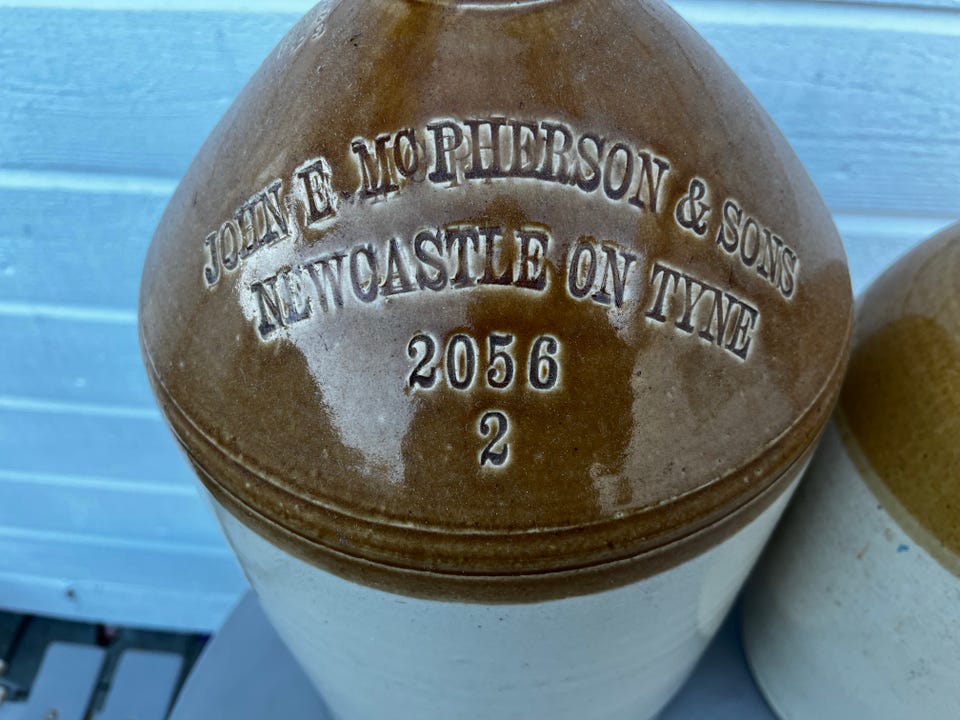 JOHN E. McPHERSON & SONS
NEWCASTLE ON TYNE
2056
2